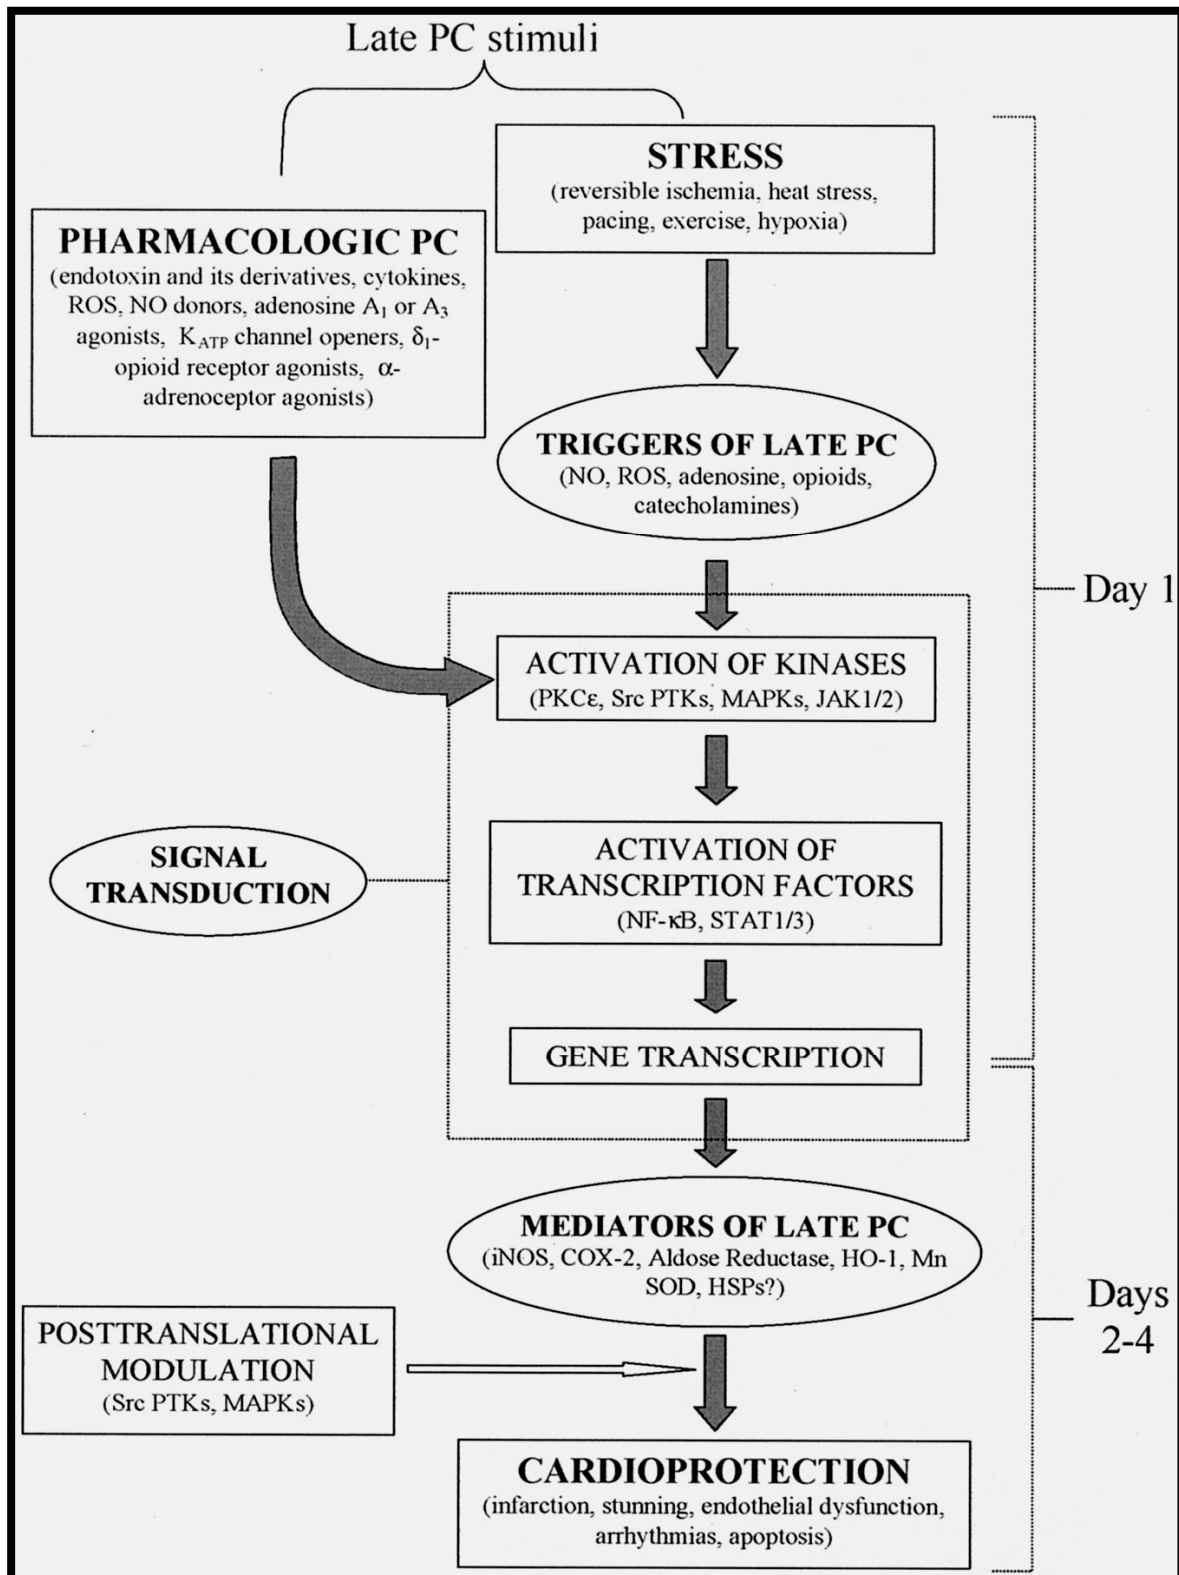 Late PC stimuli
STRESS
(reversible ischemia, heat stress,
pacing, exercise, hypoxia)
PHARMACOLOGIC PC
(endotoxin and its derivatives, cytokines,
ROS, NO donors, adenosine A₁ or A₃
agonists, K_ATP channel openers, δ₁-
opioid receptor agonists, α-
adrenoceptor agonists)
TRIGGERS OF LATE PC
(NO, ROS, adenosine, opioids,
catecholamines)
Day 1
ACTIVATION OF KINASES
(PKCε, Src PTKs, MAPKs, JAK1/2)
SIGNAL
TRANSDUCTION
ACTIVATION OF
TRANSCRIPTION FACTORS
(NF-κB, STAT1/3)
GENE TRANSCRIPTION
MEDIATORS OF LATE PC
(iNOS, COX-2, Aldose Reductase, HO-1, Mn
SOD, HSPs?)
Days
2-4
POSTTRANSLATIONAL
MODULATION
(Src PTKs, MAPKs)
CARDIOPROTECTION
(infarction, stunning, endothelial dysfunction,
arrhythmias, apoptosis)